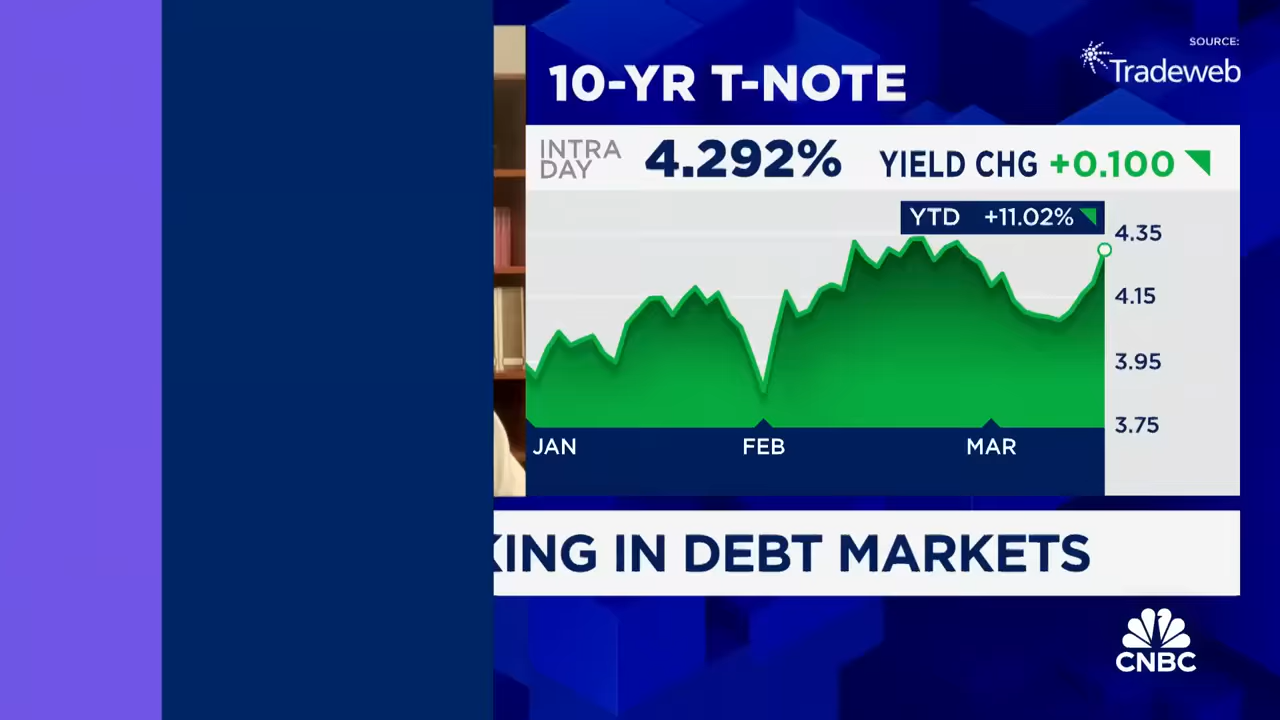 SOURCE:
Tradeweb
10-YR T-NOTE
INTRA DAY 4.292% YIELD CHG +0.100
YTD +11.02%
4.35
4.15
3.95
3.75
JAN FEB MAR
ING IN DEBT MARKETS
CNBC